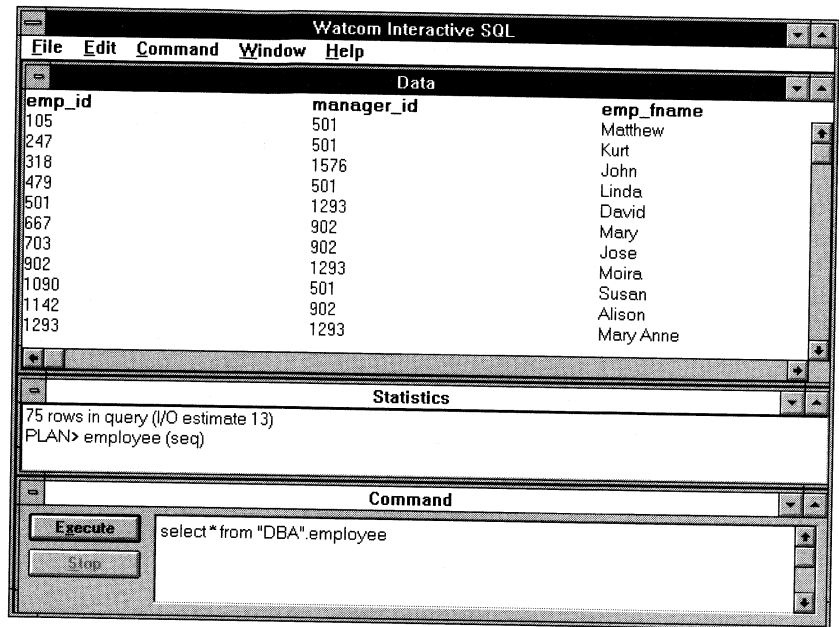 Watcom Interactive SQL
File Edit Command Window Help
Data
emp_id manager_id emp_fname
105 501 Matthew
247 501 Kurt
318 1576 John
479 501 Linda
501 1293 David
667 902 Mary
703 902 Jose
902 1293 Moira
1090 501 Susan
1142 902 Alison
1293 1293 Mary Anne
Statistics
75 rows in query (I/O estimate 13)
PLAN> employee (seq)
Command
Execute
select * from "DBA".employee
Stop